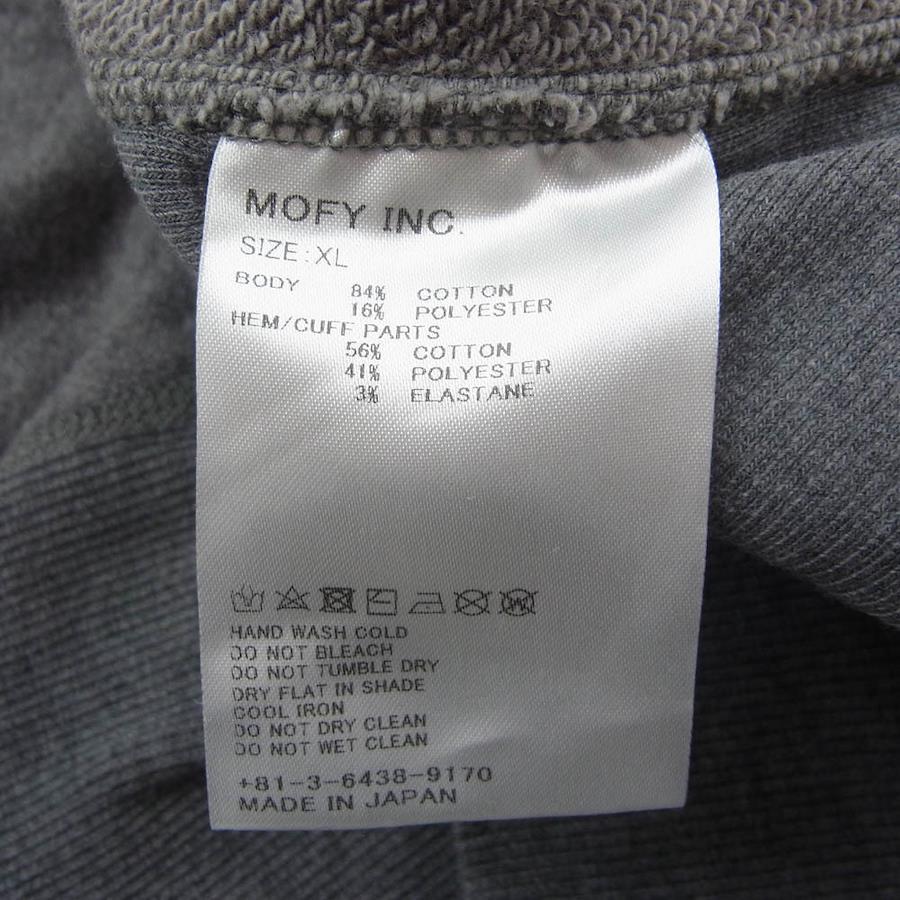 MOFY INC.
SIZE:XL
BODY 84% COTTON
16% POLYESTER
HEM/CUFF PARTS
56% COTTON
41% POLYESTER
3% ELASTANE
HAND WASH COLD
DO NOT BLEACH
DO NOT TUMBLE DRY
DRY FLAT IN SHADE
COOL IRON
DO NOT DRY CLEAN
DO NOT WET CLEAN
+81-3-6438-9170
MADE IN JAPAN